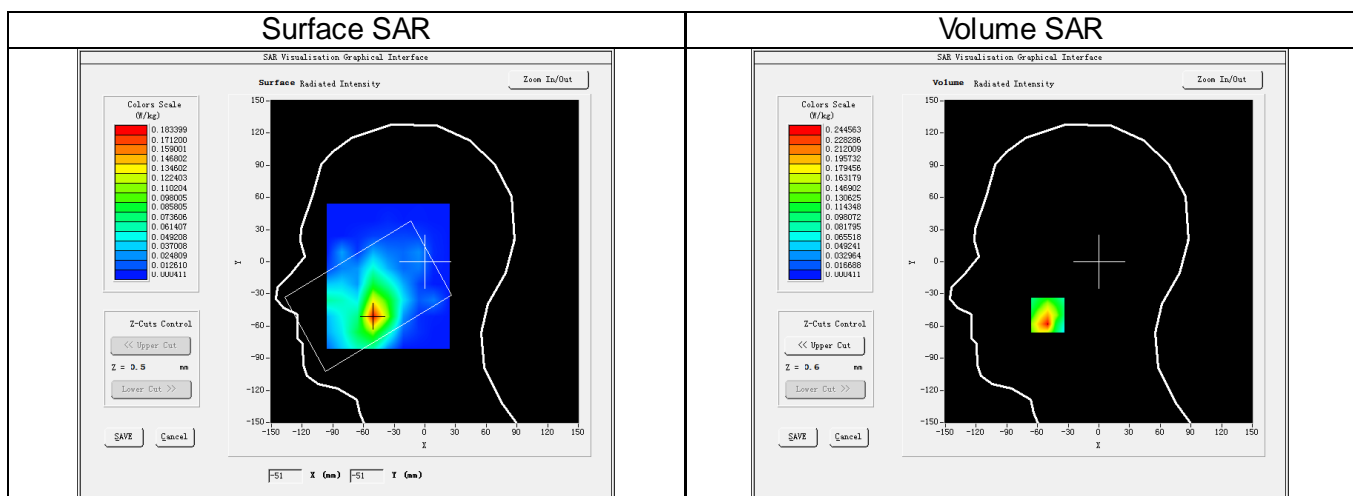 Surface SAR
SAR Visualisation Graphical Interface
Surface Radiated Intensity
Zoom In/Out
Colors Scale
(W/kg)
0.183399
0.171200
0.159001
0.146802
0.134602
0.122403
0.110204
0.098005
0.085805
0.073606
0.061407
0.049208
0.037008
0.024809
0.012610
0.000411
Z-Cuts Control
<< Upper Cut
Z = 0.5 mm
Lower Cut >>
SAVE Cancel
150
120
90
60
30
0
-30
-60
-90
-120
-150
Y
-150 -120 -90 -60 -30 0 30 60 90 120 150
X
-51 X (mm) -51 Y (mm)
Volume SAR
SAR Visualisation Graphical Interface
Volume Radiated Intensity
Zoom In/Out
Colors Scale
(W/kg)
0.244563
0.228286
0.212009
0.195732
0.179456
0.163179
0.146902
0.130625
0.114348
0.098072
0.081795
0.065518
0.049241
0.032964
0.016688
0.000411
Z-Cuts Control
<< Upper Cut
Z = 0.6 mm
Lower Cut >>
SAVE Cancel
150
120
90
60
30
0
-30
-60
-90
-120
-150
Y
-150 -120 -90 -60 -30 0 30 60 90 120 150
X